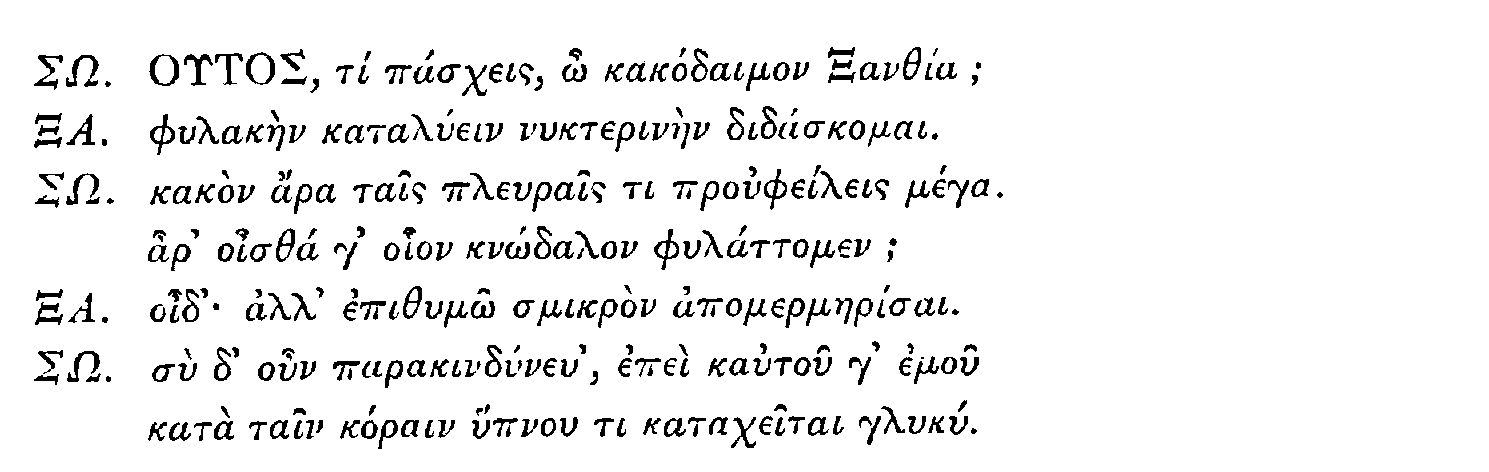 ΣΩ. ΟΥΤΟΣ, τί πάσχεις, ὦ κακόδαιμον Ξανθία ;
ΞΑ. φυλακὴν καταλύειν νυκτερινὴν διδάσκομαι.
ΣΩ. κακὸν ἄρα ταῖς πλευραῖς τι προὐφείλεις μέγα.
ἆρ’ οἶσθά γ’ οἷον κνώδαλον φυλάττομεν ;
ΞΑ. οἶδ’· ἀλλ’ ἐπιθυμῶ σμικρὸν ἀπομερμηρίσαι.
ΣΩ. σὺ δ’ οὖν παρακινδύνευ’, ἐπεὶ καὐτοῦ γ’ ἐμοῦ
κατὰ ταῖν κόραιν ὕπνου τι καταχεῖται γλυκύ.